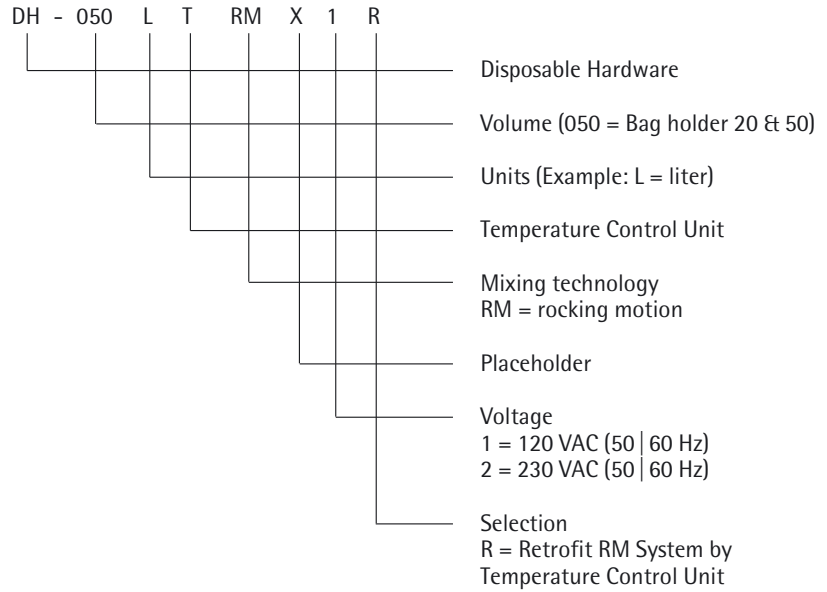 DH - 050 L T RM X 1 R
Disposable Hardware
Volume (050 = Bag holder 20 & 50)
Units (Example: L = liter)
Temperature Control Unit
Mixing technology
RM = rocking motion
Placeholder
Voltage
1 = 120 VAC (50 | 60 Hz)
2 = 230 VAC (50 | 60 Hz)
Selection
R = Retrofit RM System by
Temperature Control Unit